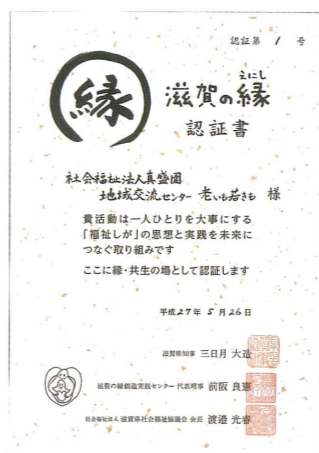 認証第 1 号
縁
えにし
滋賀の縁
認証書
社会福祉法人真盛園
地域交流センター 老いも若きも 様
貴活動は一人ひとりを大事にする
「福祉しが」の思想と実践を未来に
つなぐ取り組みです
ここに縁・共生の場として認証します
平成27年 5月26日
滋賀県知事 三日月 大造
滋賀の縁創造実践センター 代表理事 前阪 良憲
社会福祉法人 滋賀県社会福祉協議会 会長 渡邉 光春